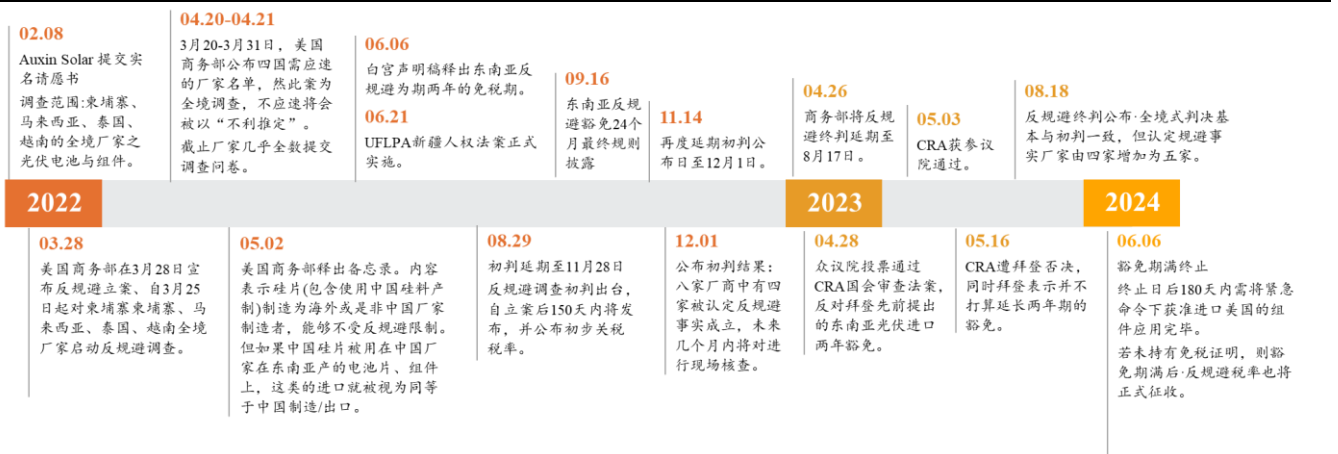 02.08
Auxin Solar 提交实
名请愿书
调查范围:柬埔寨、
马来西亚、泰国、
越南的全境厂家之
光伏电池与组件。
04.20-04.21
3月20-3月31日，美国
商务部公布四国需应速
的厂家名单，然此案为
全境调查，不应速将会
被以“不利推定”。
截止厂家几乎全数提交
调查问卷。
06.06
白宫声明稿释出东南亚反
规避为期两年的免税期。
06.21
UFLPA新疆人权法案正式
实施。
09.16
东南亚反规
避豁免24个
月最终规则
披露
11.14
再度延期初判公
布日至12月1日。
04.26
商务部将反规
避终判延期至
8月17日。
05.03
CRA获参议
院通过。
08.18
反规避终判公布·全境式判决基
本与初判一致，但认定规避事
实厂家由四家增加为五家。
2022
2023
2024
03.28
美国商务部在3月28日宣
布反规避立案、自3月25
日起对柬埔寨柬埔寨、马
来西亚、泰国、越南全境
厂家启动反规避调查。
05.02
美国商务部释出备忘录。内容
表示硅片(包含使用中国硅料产
制)制造为海外或是非中国厂家
制造者，能够不受反规避限制。
但如果中国硅片被用在中国厂
家在东南亚产的电池片、组件
上，这类的进口就被视为同等
于中国制造/出口。
08.29
初判延期至11月28日
反规避调查初判出台，
自立案后150天内将发
布，并公布初步关税
税率。
12.01
公布初判结果：
八家厂商中有四
家被认定反规避
事实成立，未来
几个月内将对进
行现场核查。
04.28
众议院投票通过
CRA国会审查法案，
反对拜登先前提出
的东南亚光伏进口
两年豁免。
05.16
CRA遭拜登否决，
同时拜登表示并不
打算延长两年期的
豁免。
06.06
豁免期满终止
终止日后180天内需将紧急
命令下获准进口美国的组
件应用完毕。
若未持有免税证明，则豁
免期满后·反规避税率也将
正式征收。